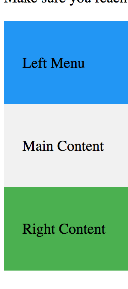 Make sure you reach
Left Menu
Main Content
Right Content